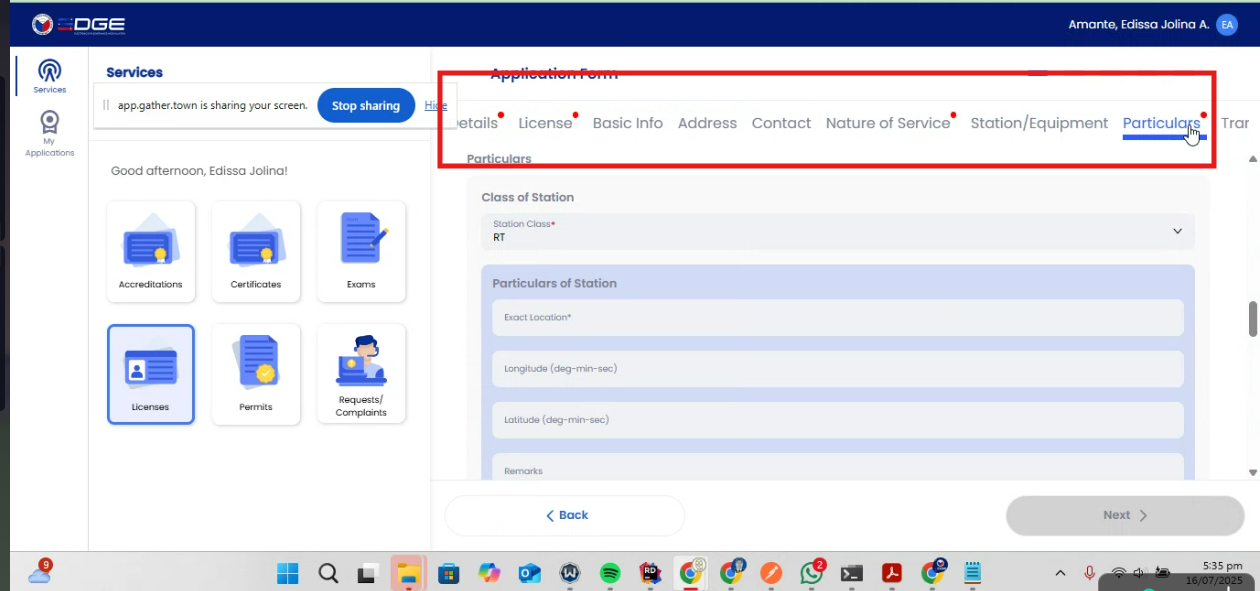 EDGE
Amante, Edissa Jolina A. EA
Services
My Applications
Services
app.gather.town is sharing your screen. Stop sharing Hide
Good afternoon, Edissa Jolina!
Accreditations
Certificates
Exams
Licenses
Permits
Requests/
Complaints
Application Form
etails License Basic Info Address Contact Nature of Service Station/Equipment Particulars Tran
Particulars
Class of Station
Station Class*
RT
Particulars of Station
Exact Location*
Longitude (deg-min-sec)
Latitude (deg-min-sec)
Remarks
Back
Next
9
2
5:35 pm
16/07/2025